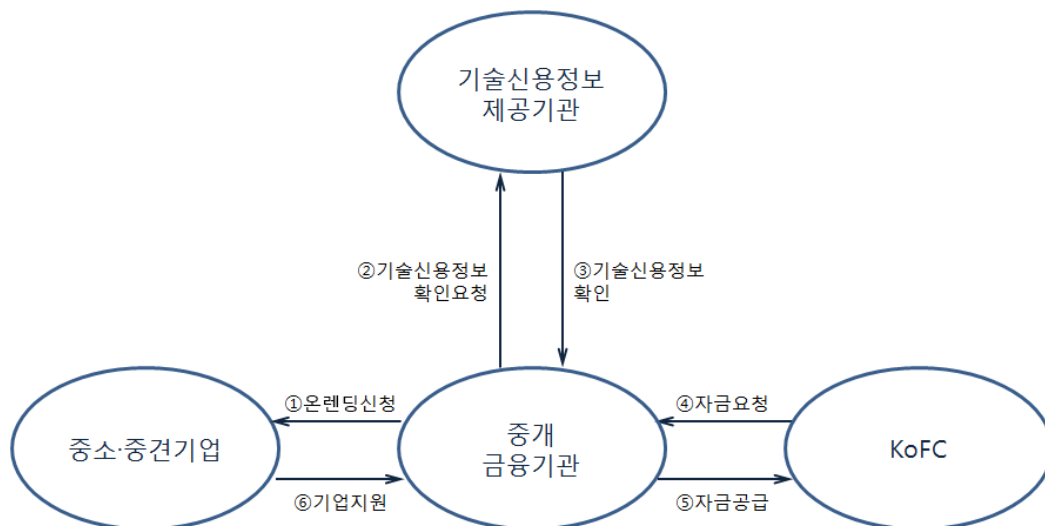 기술신용정보
제공기관
②기술신용정보
확인요청
③기술신용정보
확인
①온렌딩신청
④자금요청
중소·중견기업
중개
금융기관
KoFC
⑥기업지원
⑤자금공급